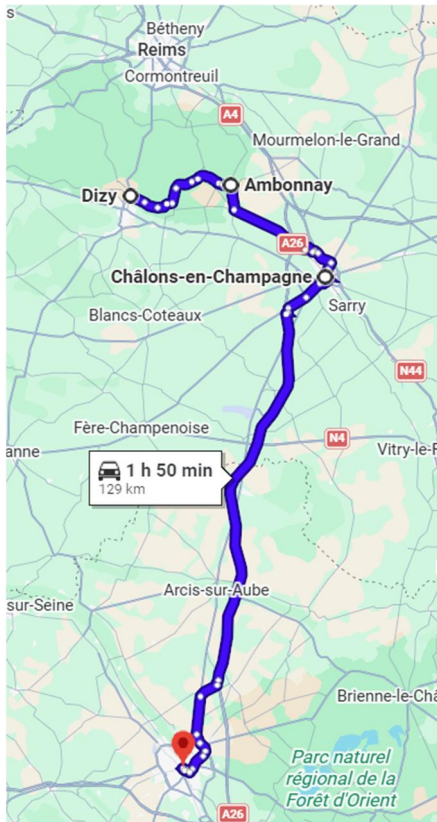 s
Bétheny
Reims
Cormontreuil
A4
Mourmelon-le-Grand
Dizy
Ambonnay
A26
Châlons-en-Champagne
Sarry
Blancs-Coteaux
N44
Fère-Champenoise
N4
anne
Vitry-le-F
1 h 50 min
129 km
Arcis-sur-Aube
sur-Seine
Brienne-le-Châ
Parc naturel
régional de la
Forêt d'Orient
A26